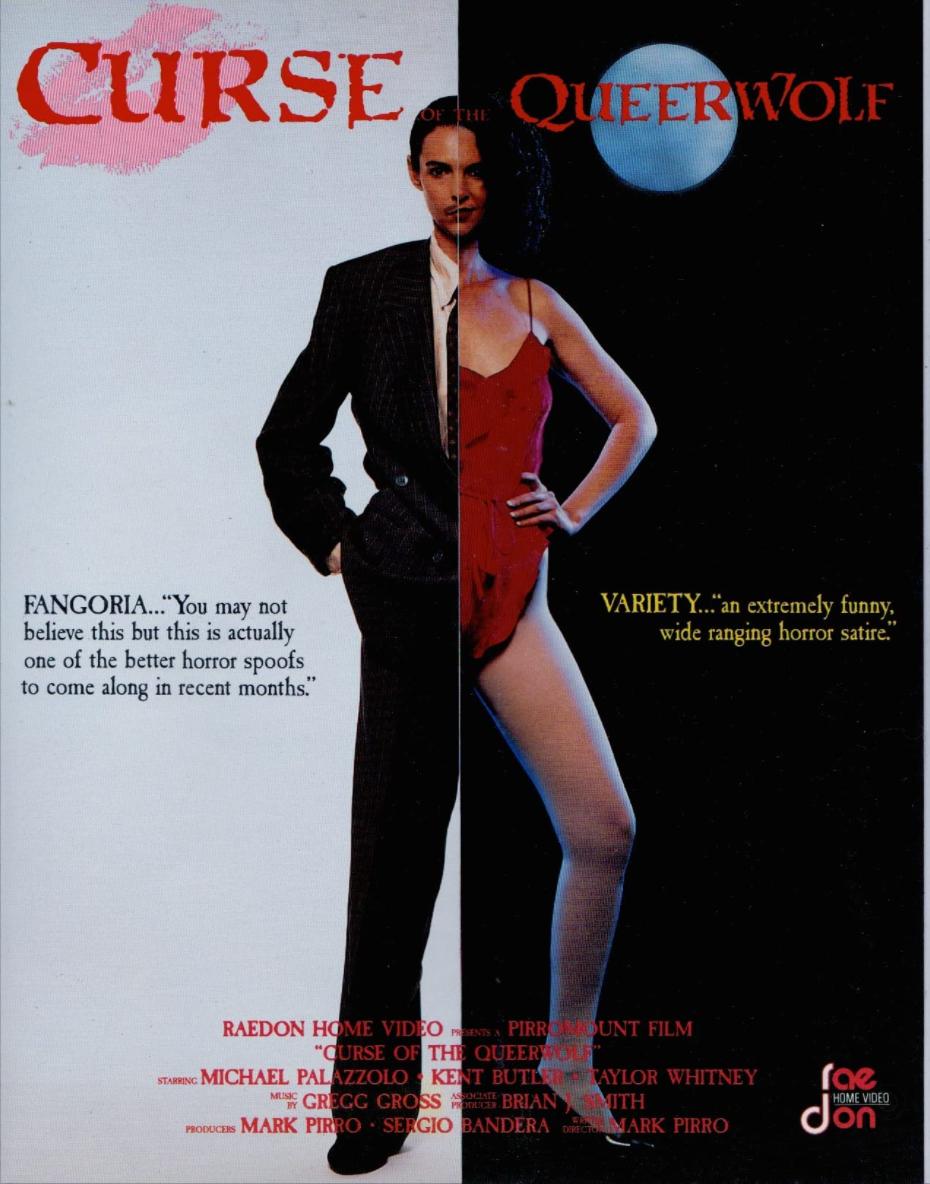 CURSE OF THE QUEERWOLF
FANGORIA..."You may not
believe this but this is actually
one of the better horror spoofs
to come along in recent months."
VARIETY..."an extremely funny,
wide ranging horror satire."
RAEDON HOME VIDEO PRESENTS A PIRROMOUNT FILM
"CURSE OF THE QUEERWOLF"
STARRING MICHAEL PALAZZOLO • KENT BUTLER • TAYLOR WHITNEY
MUSIC BY GREGG GROSS ASSOCIATE PRODUCER BRIAN J. SMITH
PRODUCERS MARK PIRRO • SERGIO BANDERA WRITER DIRECTOR MARK PIRRO
rae
HOME VIDEO
don